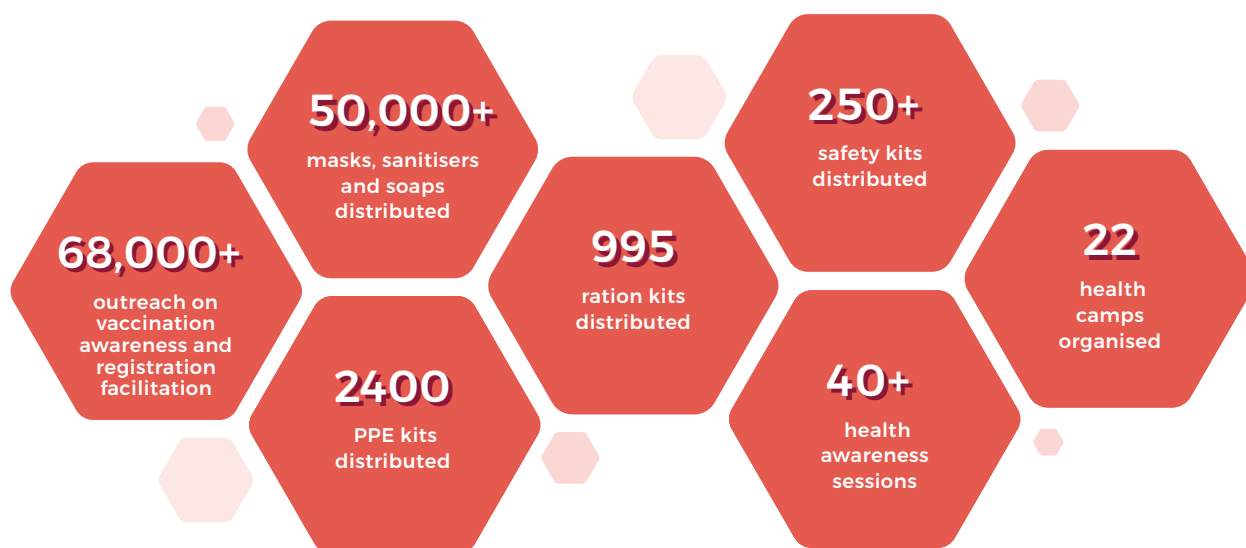 68,000+
outreach on
vaccination
awareness and
registration
facilitation
50,000+
masks, sanitisers
and soaps
distributed
2400
PPE kits
distributed
995
ration kits
distributed
250+
safety kits
distributed
40+
health
awareness
sessions
22
health
camps
organised